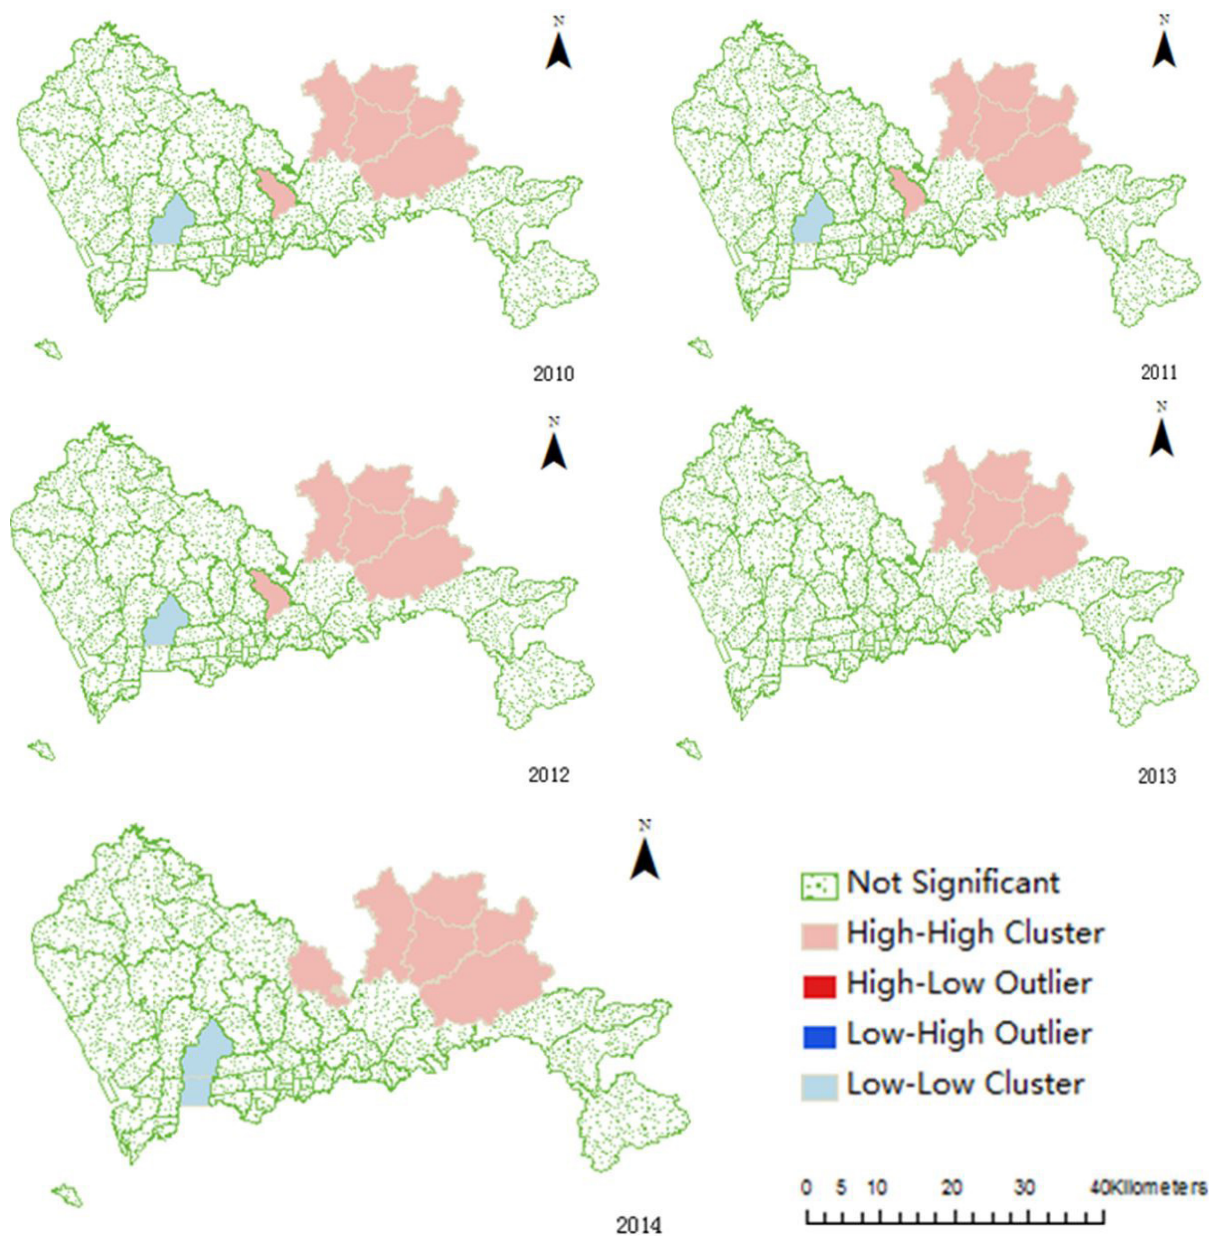 N
N
2010
2011
N
N
2012
2013
N
Not Significant
High-High Cluster
High-Low Outlier
Low-High Outlier
Low-Low Cluster
0 5 10 20 30 40Kilometers
2014